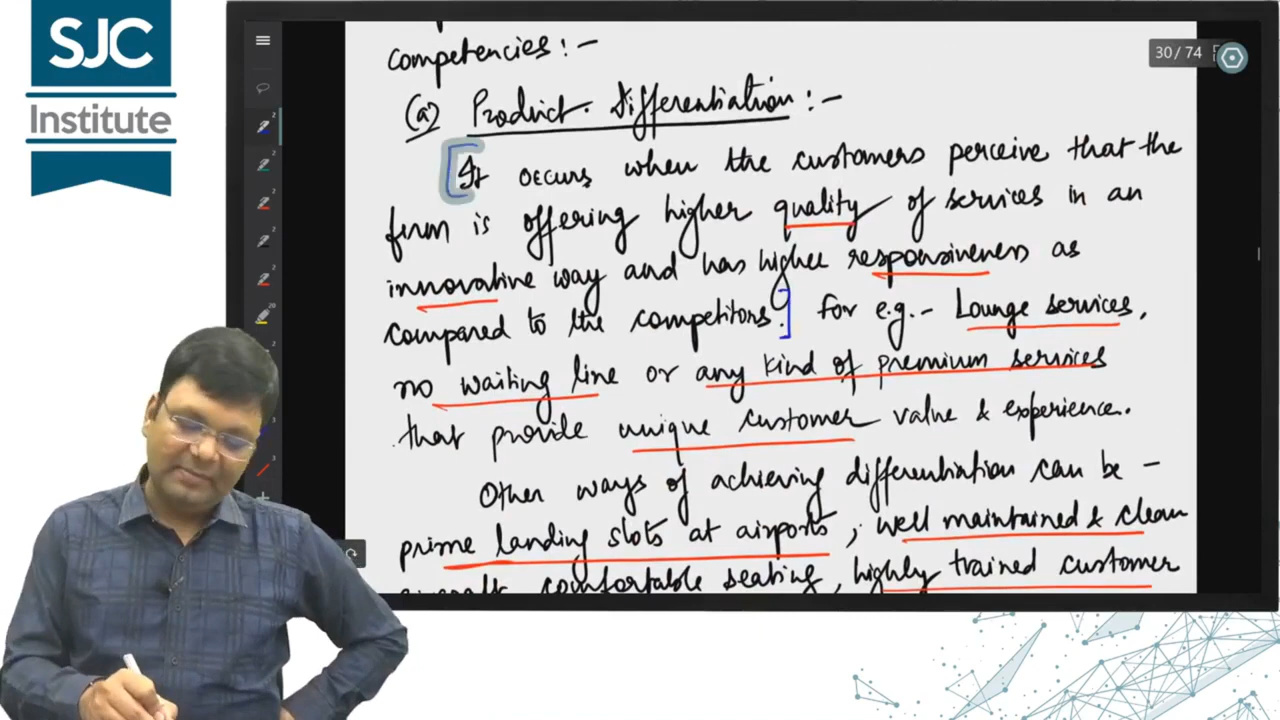 SJC
Institute
30/74
competencies:-
(a) Product Differentiation:-
[It occurs when the customers perceive that the
firm is offering higher quality of services in an
innovative way and has higher responsiveness as
compared to the competitors.] For e.g.- Lounge services,
no waiting line or any kind of premium services
that provide unique customer value & experience.
Other ways of achieving differentiation can be -
prime landing slots at airports, well maintained & clean
comfortable seating, highly trained customer